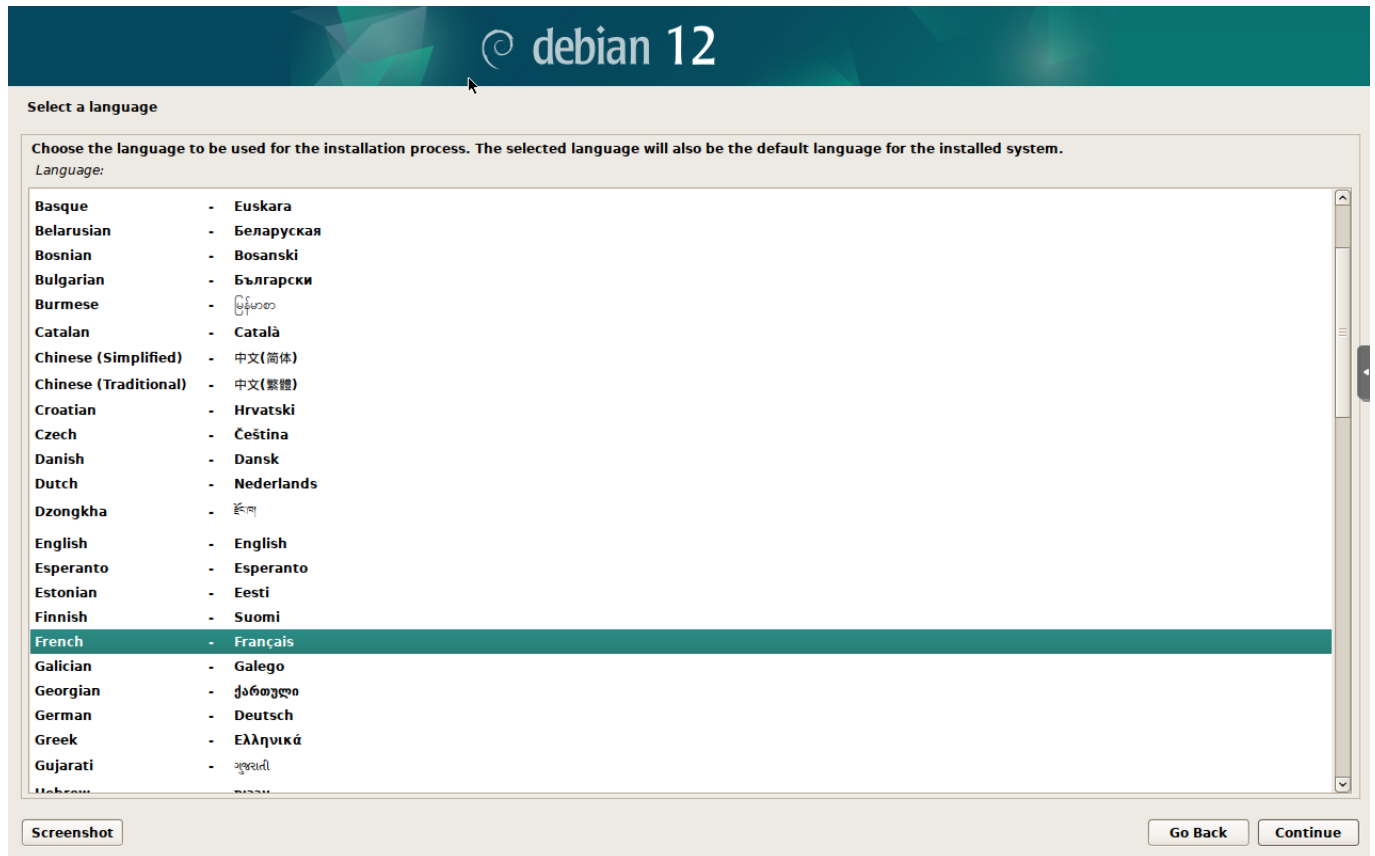 debian 12
Select a language
Choose the language to be used for the installation process. The selected language will also be the default language for the installed system.
Language:
Basque - Euskara
Belarusian - Беларуская
Bosnian - Bosanski
Bulgarian - Български
Burmese - မြန်မာစာ
Catalan - Català
Chinese (Simplified) - 中文(简体)
Chinese (Traditional) - 中文(繁體)
Croatian - Hrvatski
Czech - Čeština
Danish - Dansk
Dutch - Nederlands
Dzongkha - རྫོང་ཁ།
English - English
Esperanto - Esperanto
Estonian - Eesti
Finnish - Suomi
French - Français
Galician - Galego
Georgian - ქართული
German - Deutsch
Greek - Ελληνικά
Gujarati - ગુજરાતી
Hebrew - עברית
Screenshot Go Back Continue